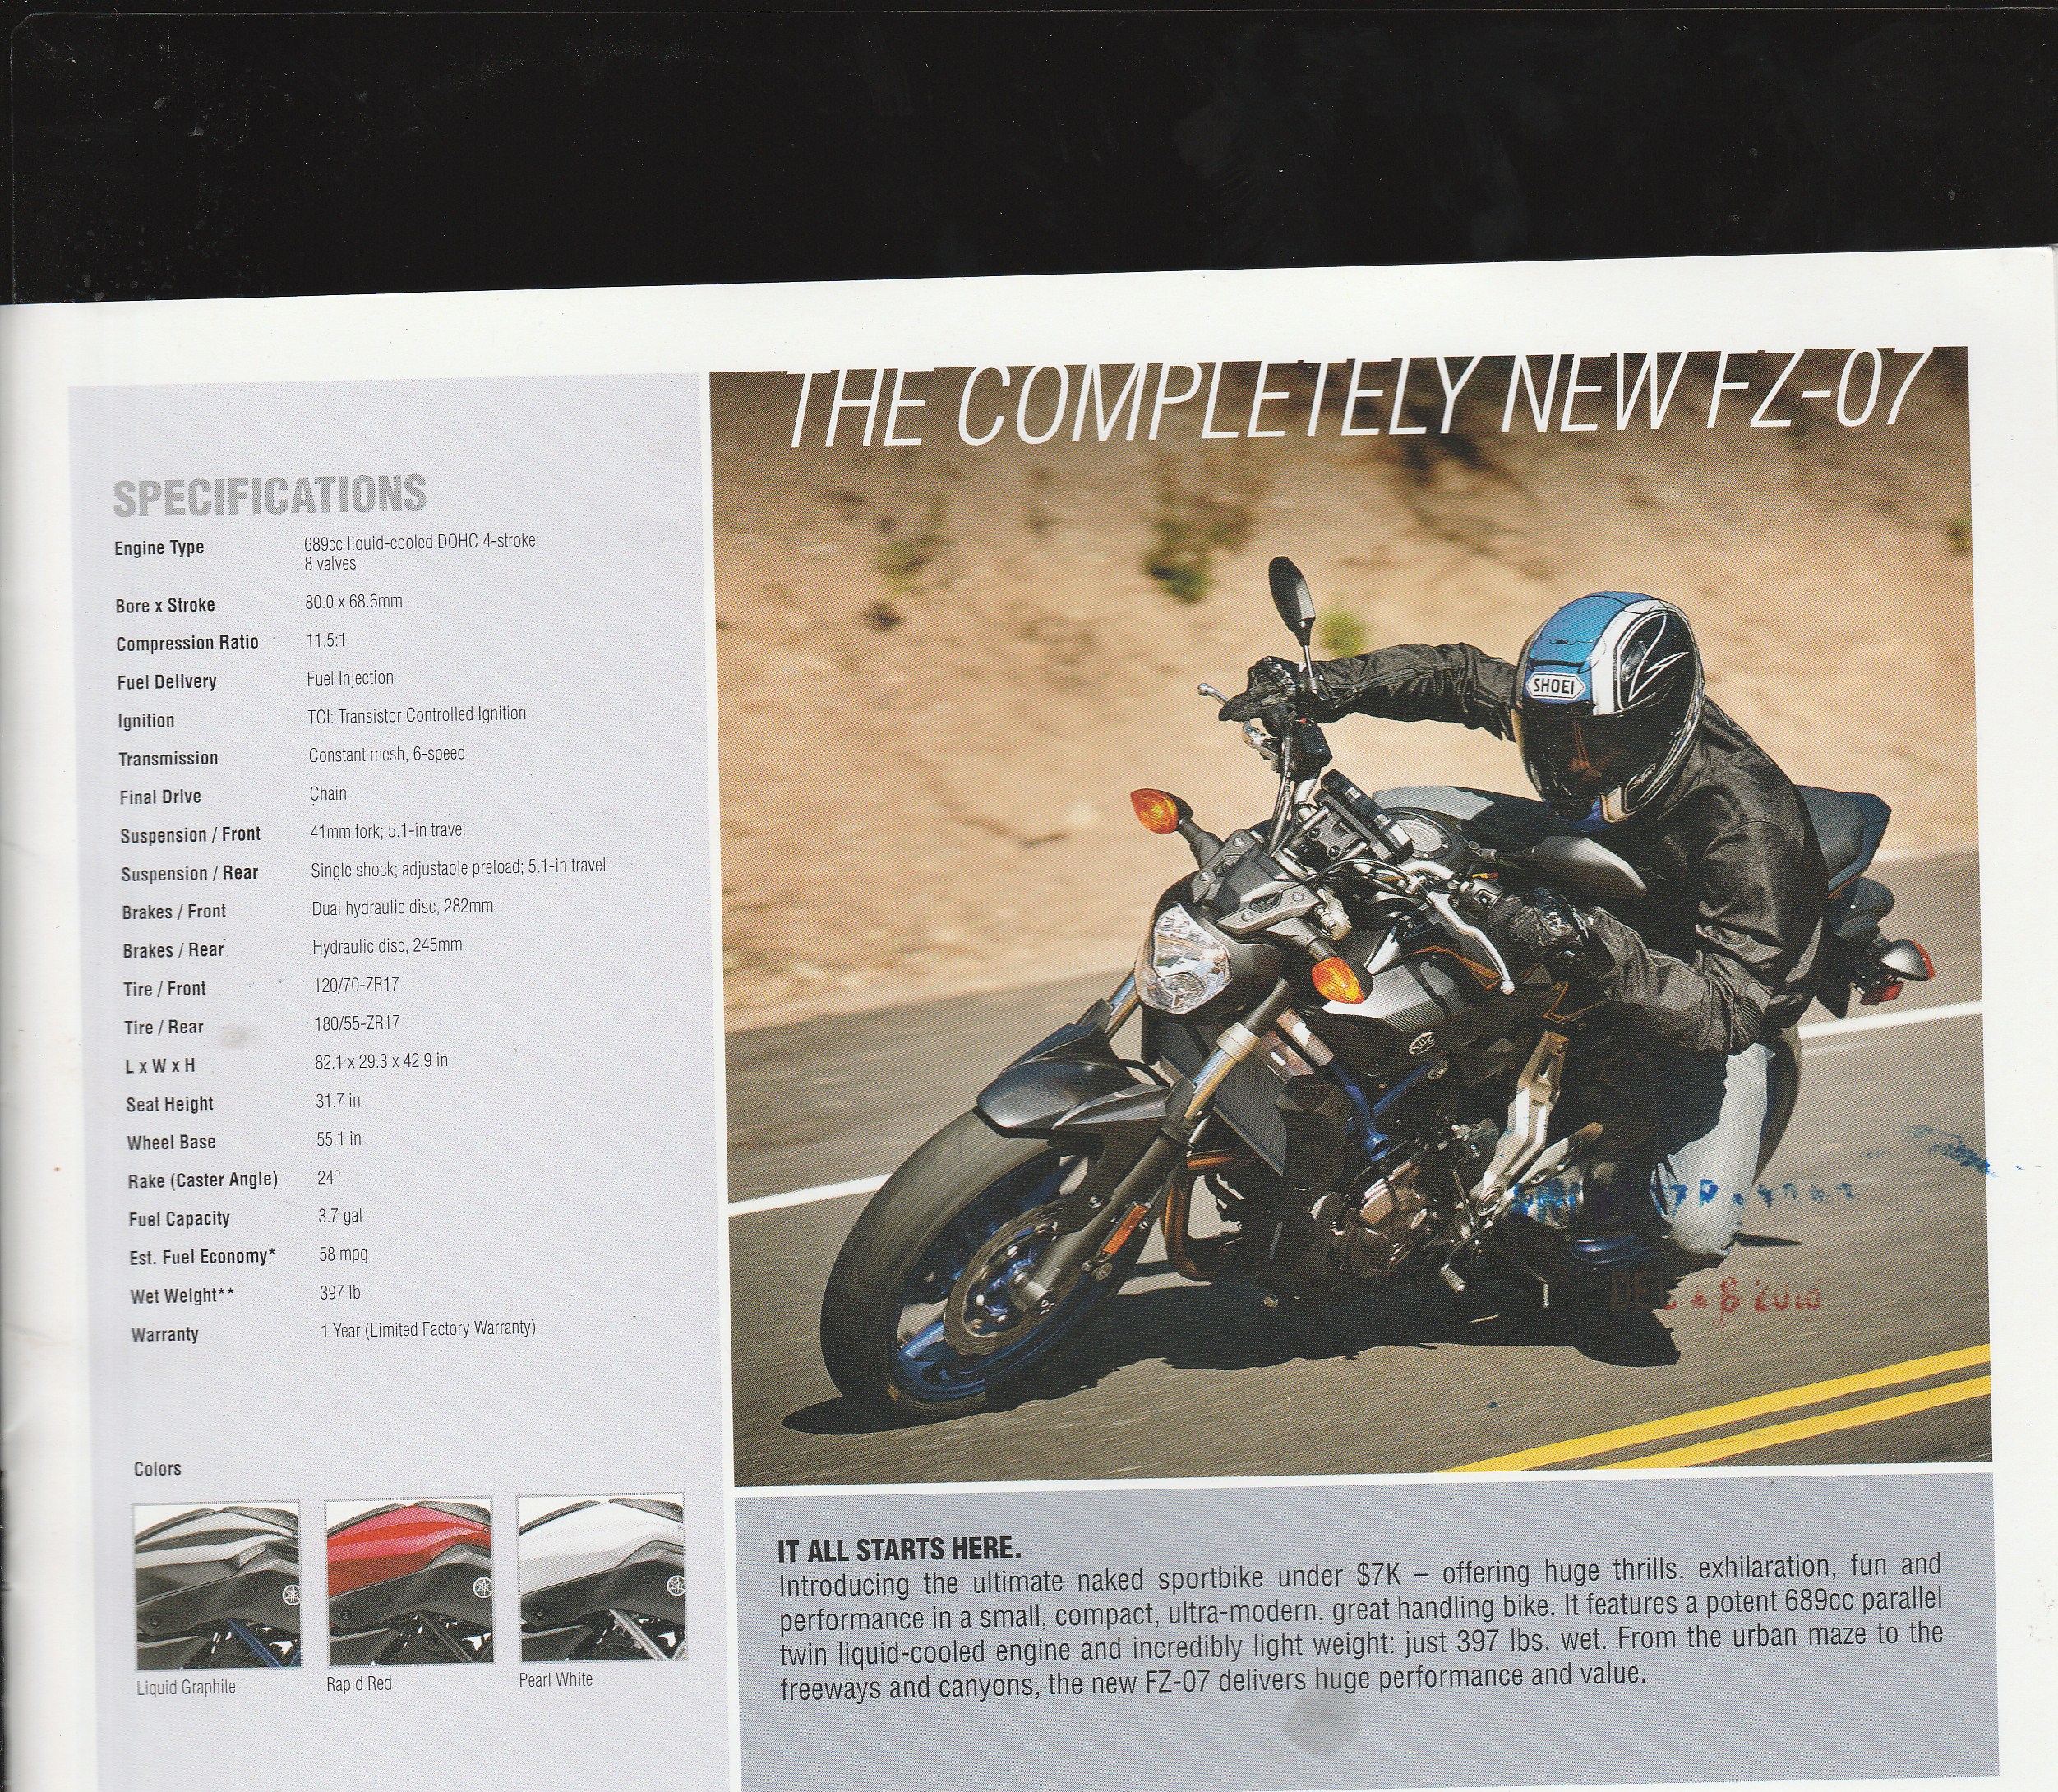 THE COMPLETELY NEW FZ-07
SPECIFICATIONS
Engine Type 689cc liquid-cooled DOHC 4-stroke;
8 valves
Bore x Stroke 80.0 x 68.6mm
Compression Ratio 11.5:1
Fuel Delivery Fuel Injection
Ignition TCI: Transistor Controlled Ignition
Transmission Constant mesh, 6-speed
Final Drive Chain
Suspension / Front 41mm fork; 5.1-in travel
Suspension / Rear Single shock; adjustable preload; 5.1-in travel
Brakes / Front Dual hydraulic disc, 282mm
Brakes / Rear Hydraulic disc, 245mm
Tire / Front 120/70-ZR17
Tire / Rear 180/55-ZR17
L x W x H 82.1 x 29.3 x 42.9 in
Seat Height 31.7 in
Wheel Base 55.1 in
Rake (Caster Angle) 24°
Fuel Capacity 3.7 gal
Est. Fuel Economy* 58 mpg
Wet Weight** 397 lb
Warranty 1 Year (Limited Factory Warranty)
Colors
Liquid Graphite
Rapid Red
Pearl White
SHOEI
IT ALL STARTS HERE.
Introducing the ultimate naked sportbike under $7K – offering huge thrills, exhilaration, fun and
performance in a small, compact, ultra-modern, great handling bike. It features a potent 689cc parallel
twin liquid-cooled engine and incredibly light weight: just 397 lbs. wet. From the urban maze to the
freeways and canyons, the new FZ-07 delivers huge performance and value.